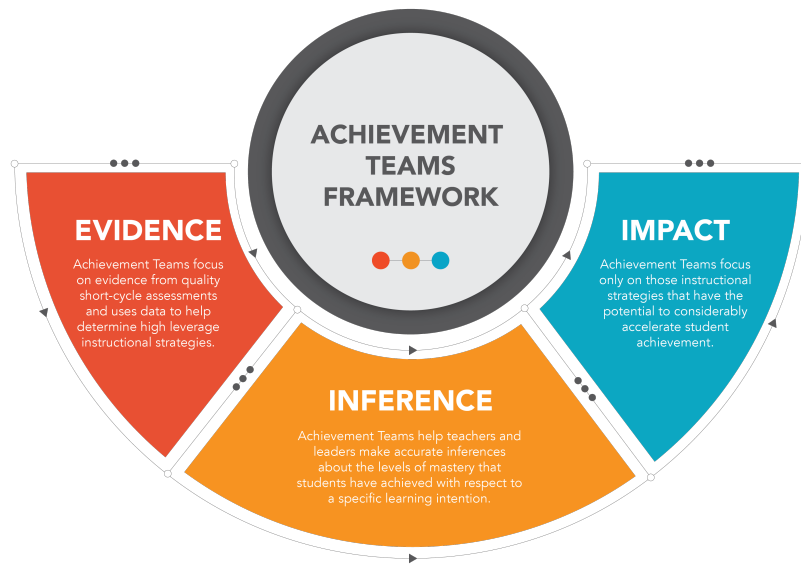 ACHIEVEMENT
TEAMS
FRAMEWORK
EVIDENCE
Achievement Teams focus
on evidence from quality
short-cycle assessments
and uses data to help
determine high leverage
instructional strategies.
INFERENCE
Achievement Teams help teachers and
leaders make accurate inferences
about the levels of mastery that
students have achieved with respect to
a specific learning intention.
IMPACT
Achievement Teams focus
only on those instructional
strategies that have the
potential to considerably
accelerate student
achievement.